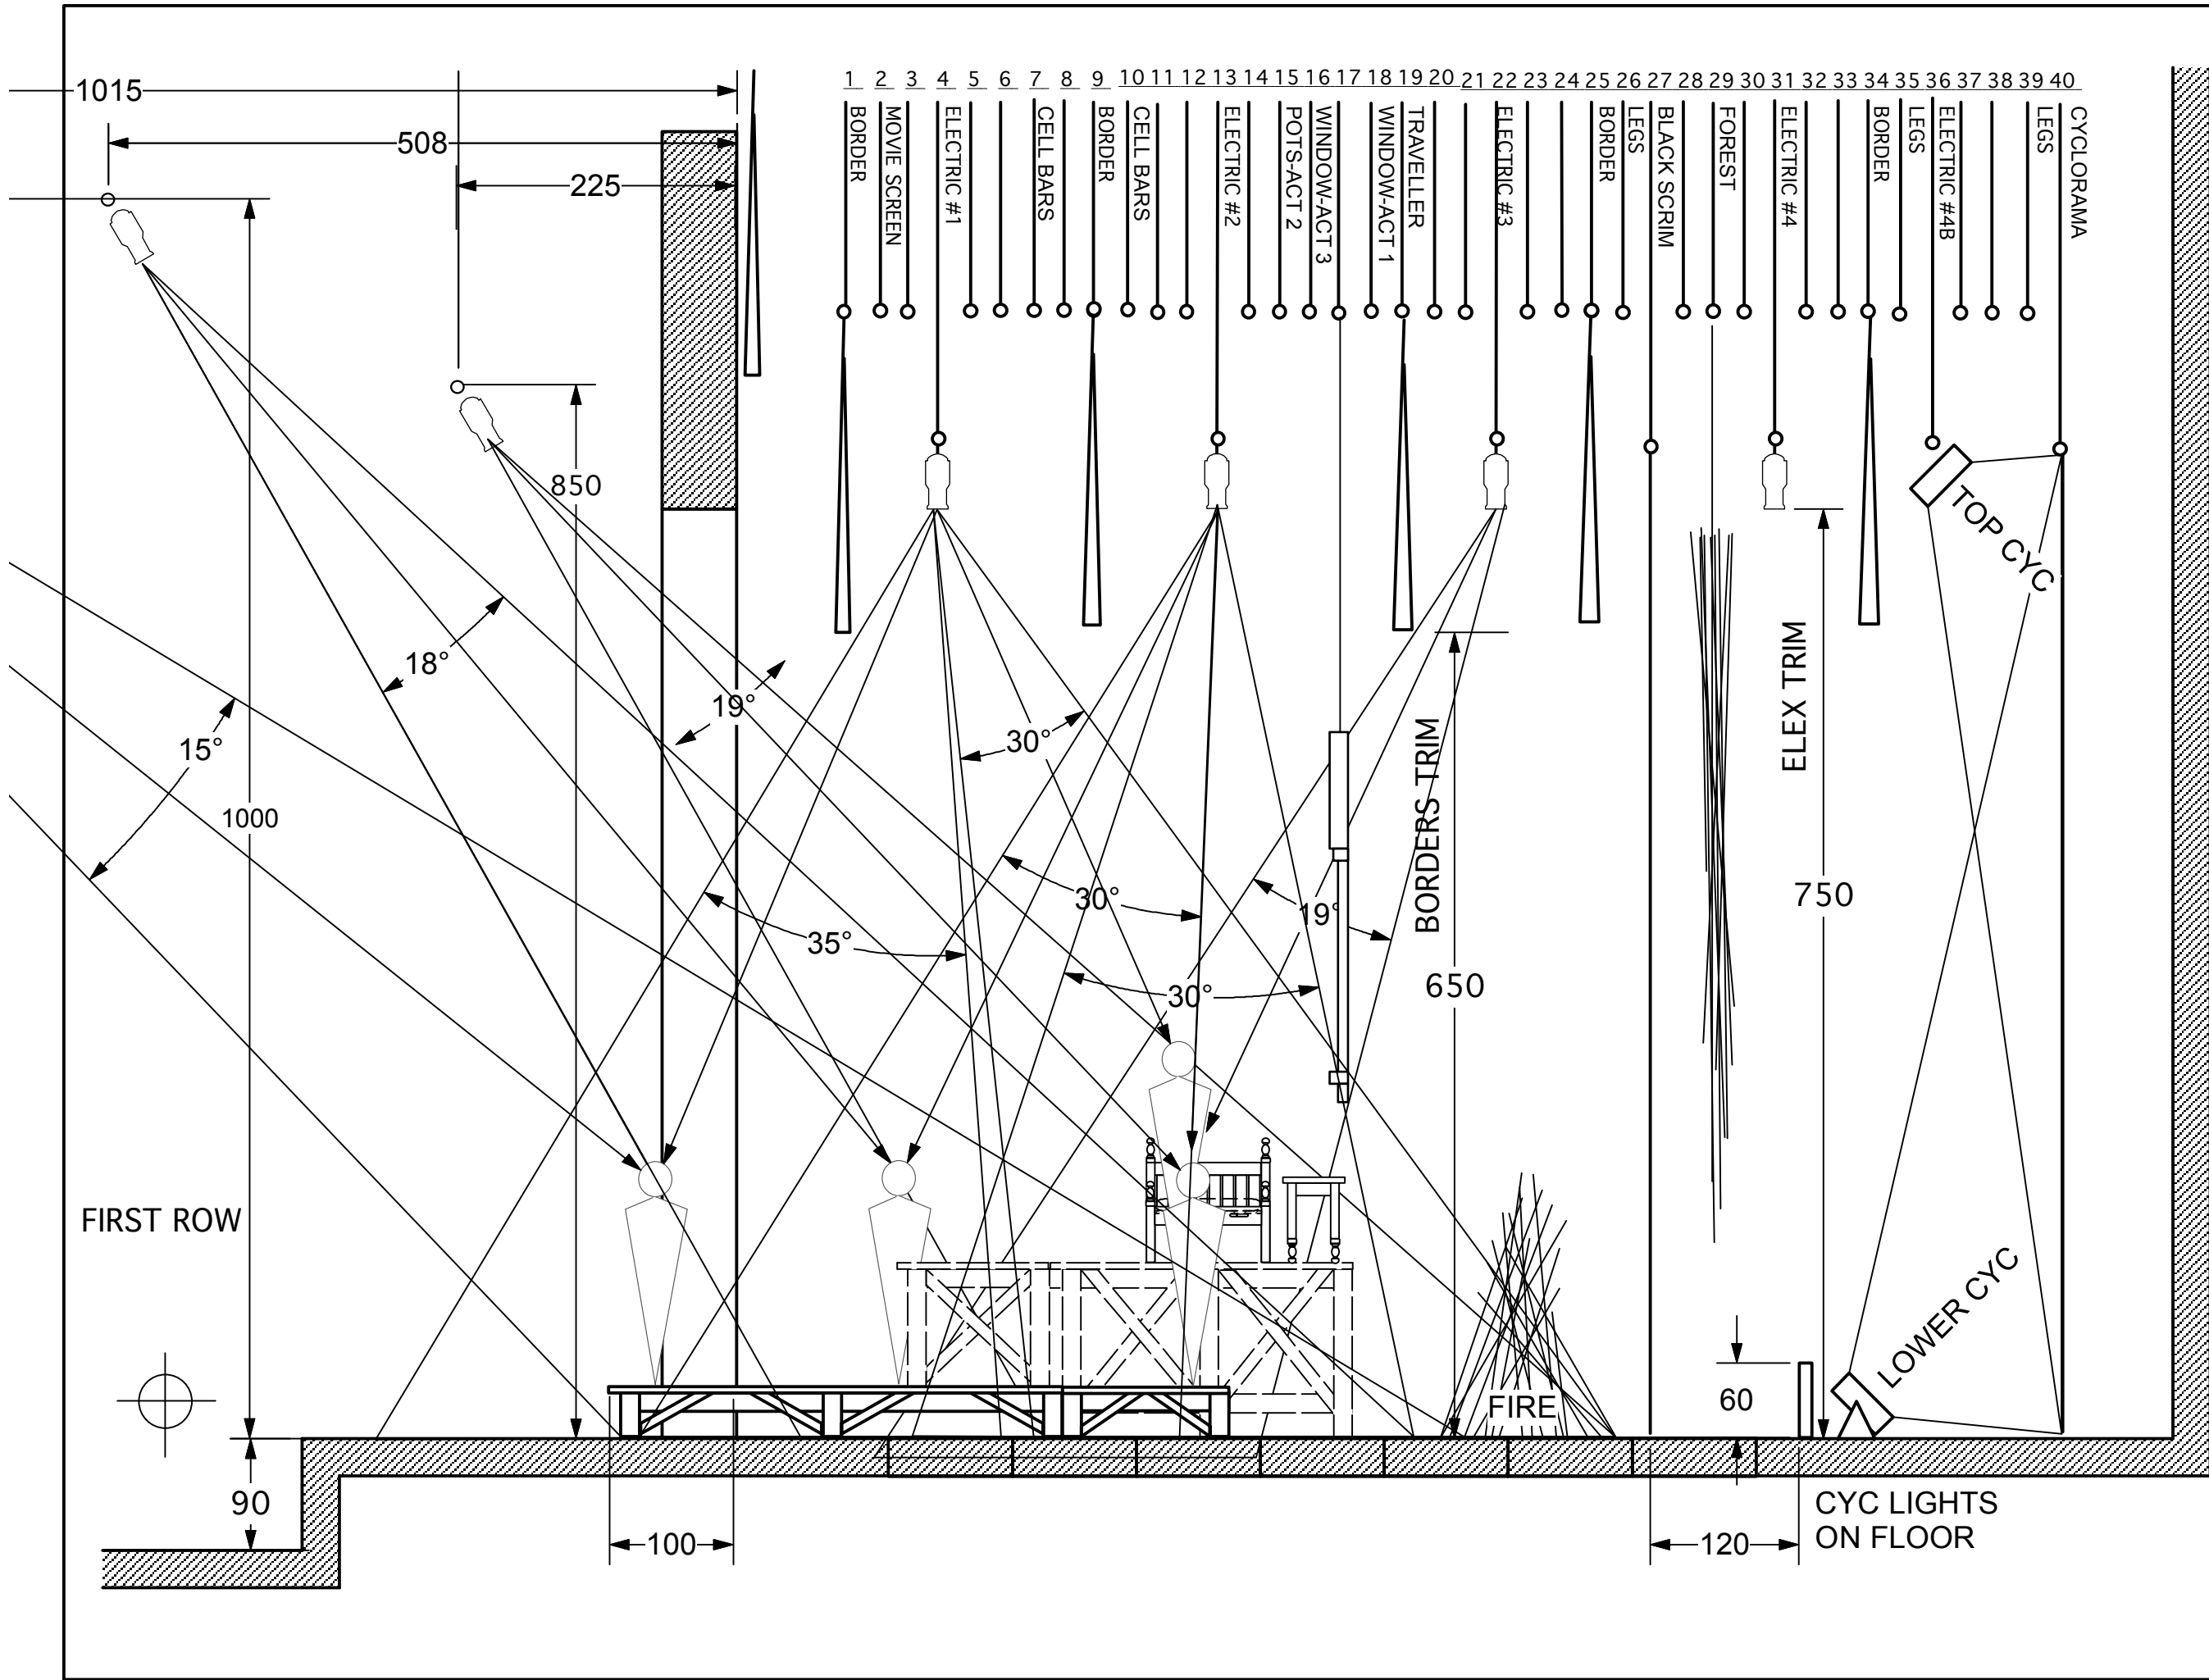 1 2 3 4 5 6 7 8 9 10 11 12 13 14 15 16 17 18 19 20 21 22 23 24 25 26 27 28 29 30 31 32 33 34 35 36 37 38 39 40
1015
508
225
BORDER
MOVIE SCREEN
ELECTRIC #1
CELL BARS
BORDER
CELL BARS
ELECTRIC #2
POTS-ACT 2
WINDOW-ACT 3
WINDOW-ACT 1
TRAVELLER
ELECTRIC #3
BORDER
LEGS
BLACK SCRIM
FOREST
ELECTRIC #4
BORDER
LEGS
ELECTRIC #4B
LEGS
CYCLORAMA
850
TOP CYC
18°
19°
15°
30°
1000
ELEX TRIM
BORDERS TRIM
750
30°
19°
35°
30°
650
FIRST ROW
LOWER CYC
60
FIRE
90
100
120
CYC LIGHTS
ON FLOOR